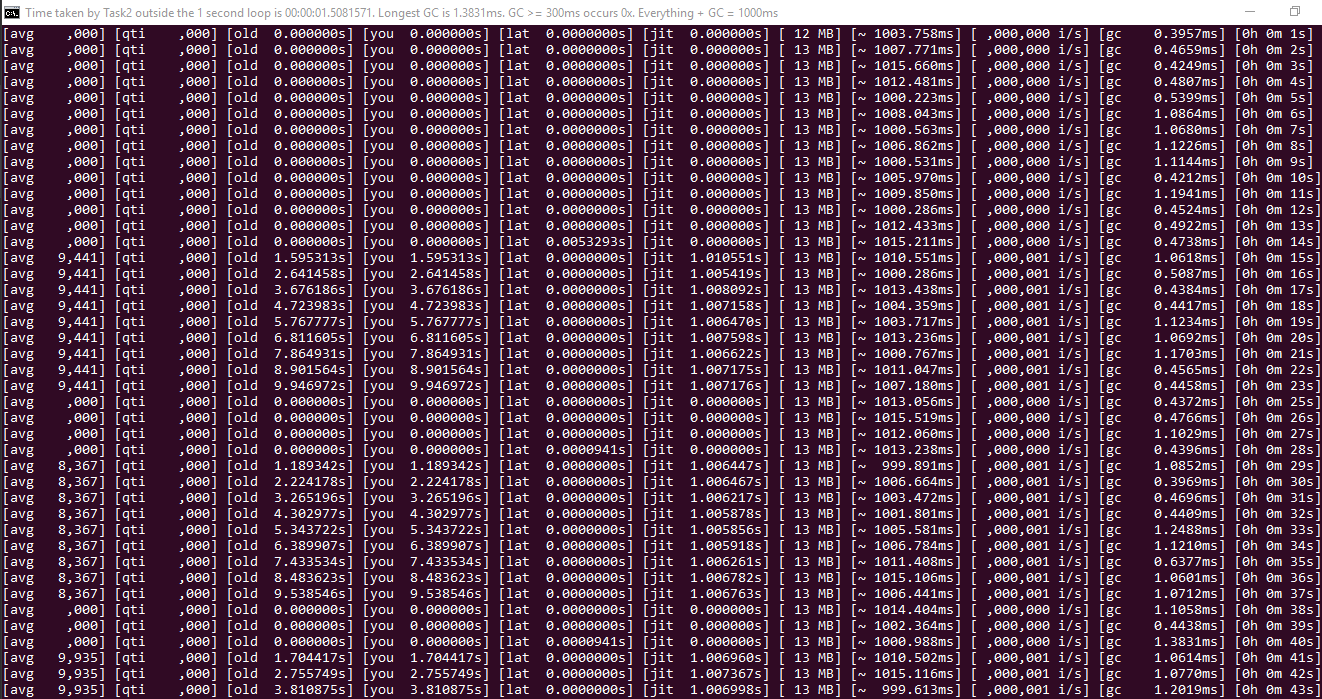 Time taken by Task2 outside the 1 second loop is 00:00:01.5081571. Longest GC is 1.3831ms. GC >= 300ms occurs 0x. Everything + GC = 1000ms
[avg ,000] [qti ,000] [old 0.000000s] [you 0.000000s] [lat 0.0000000s] [jit 0.000000s] [ 12 MB] [~ 1003.758ms] [ ,000,000 i/s] [gc 0.3957ms] [0h 0m 1s]
[avg ,000] [qti ,000] [old 0.000000s] [you 0.000000s] [lat 0.0000000s] [jit 0.000000s] [ 13 MB] [~ 1007.771ms] [ ,000,000 i/s] [gc 0.4659ms] [0h 0m 2s]
[avg ,000] [qti ,000] [old 0.000000s] [you 0.000000s] [lat 0.0000000s] [jit 0.000000s] [ 13 MB] [~ 1015.660ms] [ ,000,000 i/s] [gc 0.4249ms] [0h 0m 3s]
[avg ,000] [qti ,000] [old 0.000000s] [you 0.000000s] [lat 0.0000000s] [jit 0.000000s] [ 13 MB] [~ 1012.481ms] [ ,000,000 i/s] [gc 0.4807ms] [0h 0m 4s]
[avg ,000] [qti ,000] [old 0.000000s] [you 0.000000s] [lat 0.0000000s] [jit 0.000000s] [ 13 MB] [~ 1000.223ms] [ ,000,000 i/s] [gc 0.5399ms] [0h 0m 5s]
[avg ,000] [qti ,000] [old 0.000000s] [you 0.000000s] [lat 0.0000000s] [jit 0.000000s] [ 13 MB] [~ 1008.043ms] [ ,000,000 i/s] [gc 1.0864ms] [0h 0m 6s]
[avg ,000] [qti ,000] [old 0.000000s] [you 0.000000s] [lat 0.0000000s] [jit 0.000000s] [ 13 MB] [~ 1000.563ms] [ ,000,000 i/s] [gc 1.0680ms] [0h 0m 7s]
[avg ,000] [qti ,000] [old 0.000000s] [you 0.000000s] [lat 0.0000000s] [jit 0.000000s] [ 13 MB] [~ 1006.862ms] [ ,000,000 i/s] [gc 1.1226ms] [0h 0m 8s]
[avg ,000] [qti ,000] [old 0.000000s] [you 0.000000s] [lat 0.0000000s] [jit 0.000000s] [ 13 MB] [~ 1000.531ms] [ ,000,000 i/s] [gc 1.1144ms] [0h 0m 9s]
[avg ,000] [qti ,000] [old 0.000000s] [you 0.000000s] [lat 0.0000000s] [jit 0.000000s] [ 13 MB] [~ 1005.970ms] [ ,000,000 i/s] [gc 0.4212ms] [0h 0m 10s]
[avg ,000] [qti ,000] [old 0.000000s] [you 0.000000s] [lat 0.0000000s] [jit 0.000000s] [ 13 MB] [~ 1009.850ms] [ ,000,000 i/s] [gc 1.1941ms] [0h 0m 11s]
[avg ,000] [qti ,000] [old 0.000000s] [you 0.000000s] [lat 0.0000000s] [jit 0.000000s] [ 13 MB] [~ 1000.286ms] [ ,000,000 i/s] [gc 0.4524ms] [0h 0m 12s]
[avg ,000] [qti ,000] [old 0.000000s] [you 0.000000s] [lat 0.0000000s] [jit 0.000000s] [ 13 MB] [~ 1012.433ms] [ ,000,000 i/s] [gc 0.4922ms] [0h 0m 13s]
[avg ,000] [qti ,000] [old 0.000000s] [you 0.000000s] [lat 0.0053293s] [jit 0.000000s] [ 13 MB] [~ 1015.211ms] [ ,000,000 i/s] [gc 0.4738ms] [0h 0m 14s]
[avg 9,441] [qti ,000] [old 1.595313s] [you 1.595313s] [lat 0.0000000s] [jit 1.010551s] [ 13 MB] [~ 1010.551ms] [ ,000,001 i/s] [gc 1.0618ms] [0h 0m 15s]
[avg 9,441] [qti ,000] [old 2.641458s] [you 2.641458s] [lat 0.0000000s] [jit 1.005419s] [ 13 MB] [~ 1000.286ms] [ ,000,001 i/s] [gc 0.5087ms] [0h 0m 16s]
[avg 9,441] [qti ,000] [old 3.676186s] [you 3.676186s] [lat 0.0000000s] [jit 1.008092s] [ 13 MB] [~ 1013.438ms] [ ,000,001 i/s] [gc 0.4384ms] [0h 0m 17s]
[avg 9,441] [qti ,000] [old 4.723983s] [you 4.723983s] [lat 0.0000000s] [jit 1.007158s] [ 13 MB] [~ 1004.359ms] [ ,000,001 i/s] [gc 0.4417ms] [0h 0m 18s]
[avg 9,441] [qti ,000] [old 5.767777s] [you 5.767777s] [lat 0.0000000s] [jit 1.006470s] [ 13 MB] [~ 1003.717ms] [ ,000,001 i/s] [gc 1.1234ms] [0h 0m 19s]
[avg 9,441] [qti ,000] [old 6.811605s] [you 6.811605s] [lat 0.0000000s] [jit 1.007598s] [ 13 MB] [~ 1013.236ms] [ ,000,001 i/s] [gc 1.0692ms] [0h 0m 20s]
[avg 9,441] [qti ,000] [old 7.864931s] [you 7.864931s] [lat 0.0000000s] [jit 1.006622s] [ 13 MB] [~ 1000.767ms] [ ,000,001 i/s] [gc 1.1703ms] [0h 0m 21s]
[avg 9,441] [qti ,000] [old 8.901564s] [you 8.901564s] [lat 0.0000000s] [jit 1.007175s] [ 13 MB] [~ 1011.047ms] [ ,000,001 i/s] [gc 0.4565ms] [0h 0m 22s]
[avg 9,441] [qti ,000] [old 9.946972s] [you 9.946972s] [lat 0.0000000s] [jit 1.007176s] [ 13 MB] [~ 1007.180ms] [ ,000,001 i/s] [gc 0.4458ms] [0h 0m 23s]
[avg ,000] [qti ,000] [old 0.000000s] [you 0.000000s] [lat 0.0000000s] [jit 0.000000s] [ 13 MB] [~ 1013.056ms] [ ,000,000 i/s] [gc 0.4372ms] [0h 0m 25s]
[avg ,000] [qti ,000] [old 0.000000s] [you 0.000000s] [lat 0.0000000s] [jit 0.000000s] [ 13 MB] [~ 1015.519ms] [ ,000,000 i/s] [gc 0.4766ms] [0h 0m 26s]
[avg ,000] [qti ,000] [old 0.000000s] [you 0.000000s] [lat 0.0000000s] [jit 0.000000s] [ 13 MB] [~ 1012.060ms] [ ,000,000 i/s] [gc 1.1029ms] [0h 0m 27s]
[avg ,000] [qti ,000] [old 0.000000s] [you 0.000000s] [lat 0.0000941s] [jit 0.000000s] [ 13 MB] [~ 1013.238ms] [ ,000,000 i/s] [gc 0.4396ms] [0h 0m 28s]
[avg 8,367] [qti ,000] [old 1.189342s] [you 1.189342s] [lat 0.0000000s] [jit 1.006447s] [ 13 MB] [~ 999.891ms] [ ,000,001 i/s] [gc 1.0852ms] [0h 0m 29s]
[avg 8,367] [qti ,000] [old 2.224178s] [you 2.224178s] [lat 0.0000000s] [jit 1.006467s] [ 13 MB] [~ 1006.664ms] [ ,000,001 i/s] [gc 0.3969ms] [0h 0m 30s]
[avg 8,367] [qti ,000] [old 3.265196s] [you 3.265196s] [lat 0.0000000s] [jit 1.006217s] [ 13 MB] [~ 1003.472ms] [ ,000,001 i/s] [gc 0.4696ms] [0h 0m 31s]
[avg 8,367] [qti ,000] [old 4.302977s] [you 4.302977s] [lat 0.0000000s] [jit 1.005878s] [ 13 MB] [~ 1001.801ms] [ ,000,001 i/s] [gc 0.4409ms] [0h 0m 32s]
[avg 8,367] [qti ,000] [old 5.343722s] [you 5.343722s] [lat 0.0000000s] [jit 1.005856s] [ 13 MB] [~ 1005.581ms] [ ,000,001 i/s] [gc 1.2488ms] [0h 0m 33s]
[avg 8,367] [qti ,000] [old 6.389907s] [you 6.389907s] [lat 0.0000000s] [jit 1.005918s] [ 13 MB] [~ 1006.784ms] [ ,000,001 i/s] [gc 1.1210ms] [0h 0m 34s]
[avg 8,367] [qti ,000] [old 7.433534s] [you 7.433534s] [lat 0.0000000s] [jit 1.006261s] [ 13 MB] [~ 1011.408ms] [ ,000,001 i/s] [gc 0.6377ms] [0h 0m 35s]
[avg 8,367] [qti ,000] [old 8.483623s] [you 8.483623s] [lat 0.0000000s] [jit 1.006782s] [ 13 MB] [~ 1015.106ms] [ ,000,001 i/s] [gc 1.0601ms] [0h 0m 36s]
[avg 8,367] [qti ,000] [old 9.538546s] [you 9.538546s] [lat 0.0000000s] [jit 1.006763s] [ 13 MB] [~ 1006.441ms] [ ,000,001 i/s] [gc 1.0712ms] [0h 0m 37s]
[avg ,000] [qti ,000] [old 0.000000s] [you 0.000000s] [lat 0.0000000s] [jit 0.000000s] [ 13 MB] [~ 1014.404ms] [ ,000,000 i/s] [gc 1.1058ms] [0h 0m 38s]
[avg ,000] [qti ,000] [old 0.000000s] [you 0.000000s] [lat 0.0000000s] [jit 0.000000s] [ 13 MB] [~ 1002.364ms] [ ,000,000 i/s] [gc 0.4438ms] [0h 0m 39s]
[avg ,000] [qti ,000] [old 0.000000s] [you 0.000000s] [lat 0.0000941s] [jit 0.000000s] [ 13 MB] [~ 1000.988ms] [ ,000,000 i/s] [gc 1.3831ms] [0h 0m 40s]
[avg 9,935] [qti ,000] [old 1.704417s] [you 1.704417s] [lat 0.0000000s] [jit 1.006960s] [ 13 MB] [~ 1010.502ms] [ ,000,001 i/s] [gc 1.0614ms] [0h 0m 41s]
[avg 9,935] [qti ,000] [old 2.755749s] [you 2.755749s] [lat 0.0000000s] [jit 1.007367s] [ 13 MB] [~ 1015.116ms] [ ,000,001 i/s] [gc 1.0770ms] [0h 0m 42s]
[avg 9,935] [qti ,000] [old 3.810875s] [you 3.810875s] [lat 0.0000000s] [jit 1.006998s] [ 13 MB] [~ 999.613ms] [ ,000,001 i/s] [gc 1.2019ms] [0h 0m 43s]